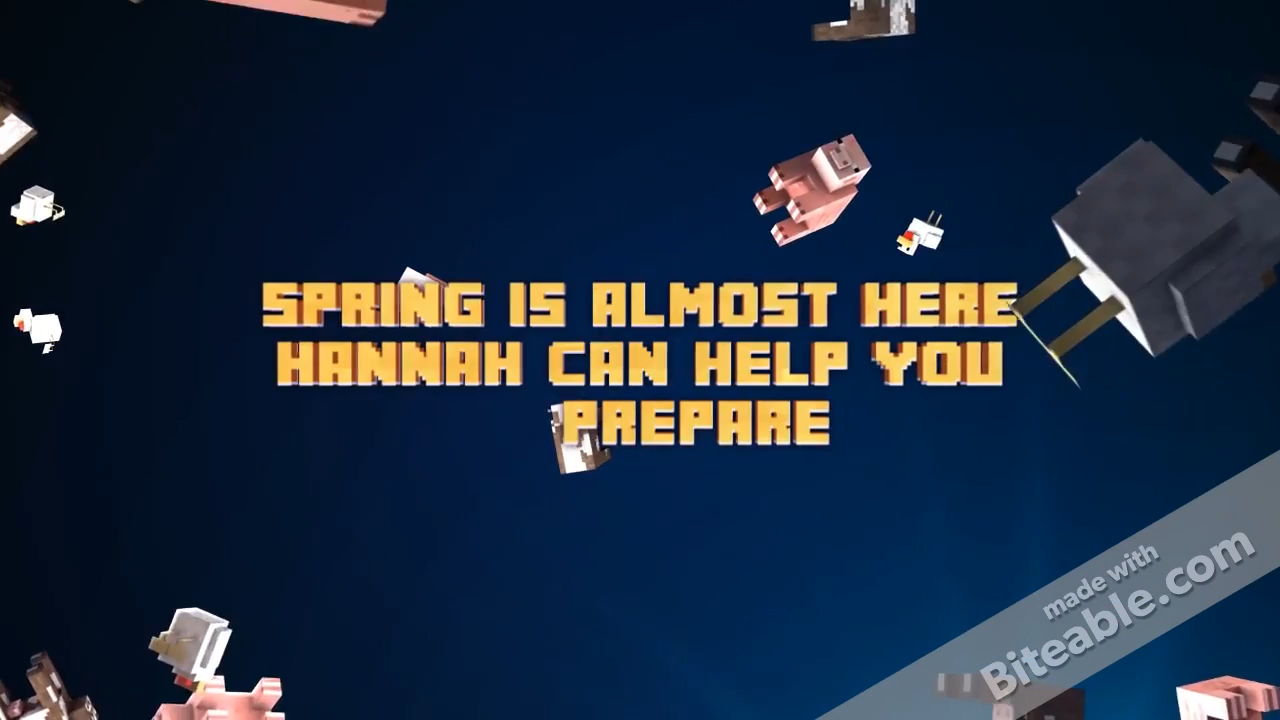 SPRING IS ALMOST HERE
HANNAH CAN HELP YOU
PREPARE
made with
Biteable.com